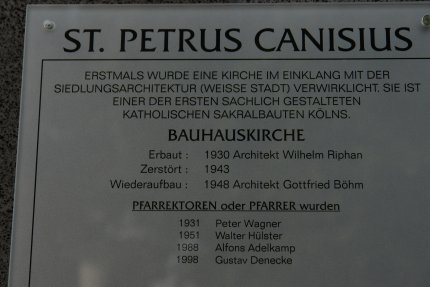 ST. PETRUS CANISIUS
ERSTMALS WURDE EINE KIRCHE IM EINKLANG MIT DER
SIEDLUNGSARCHITEKTUR (WEISSE STADT) VERWIRKLICHT. SIE IST
EINER DER ERSTEN SACHLICH GESTALTETEN
KATHOLISCHEN SAKRALBAUTEN KÖLNS.
BAUHAUSKIRCHE
Erbaut : 1930 Architekt Wilhelm Riphan
Zerstört : 1943
Wiederaufbau : 1948 Architekt Gottfried Böhm
PFARREKTOREN oder PFARRER wurden
1931 Peter Wagner
1951 Walter Hülster
1988 Alfons Adelkamp
1998 Gustav Denecke